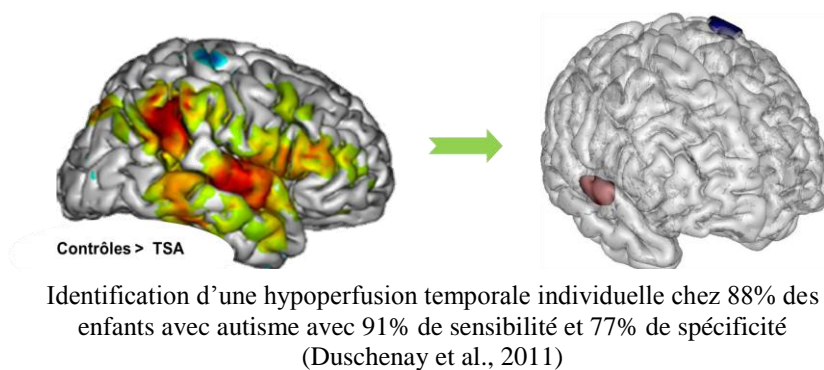 Contrôles > TSA
Identification d’une hypoperfusion temporale individuelle chez 88% des
enfants avec autisme avec 91% de sensibilité et 77% de spécificité
(Duschenay et al., 2011)